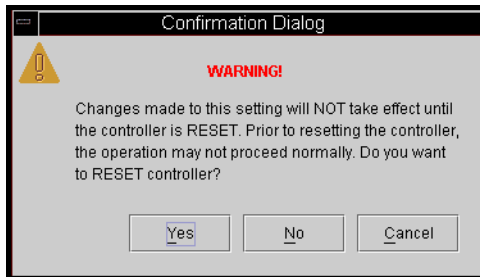 Confirmation Dialog
WARNING!
Changes made to this setting will NOT take effect until
the controller is RESET. Prior to resetting the controller,
the operation may not proceed normally. Do you want
to RESET controller?
Yes No Cancel